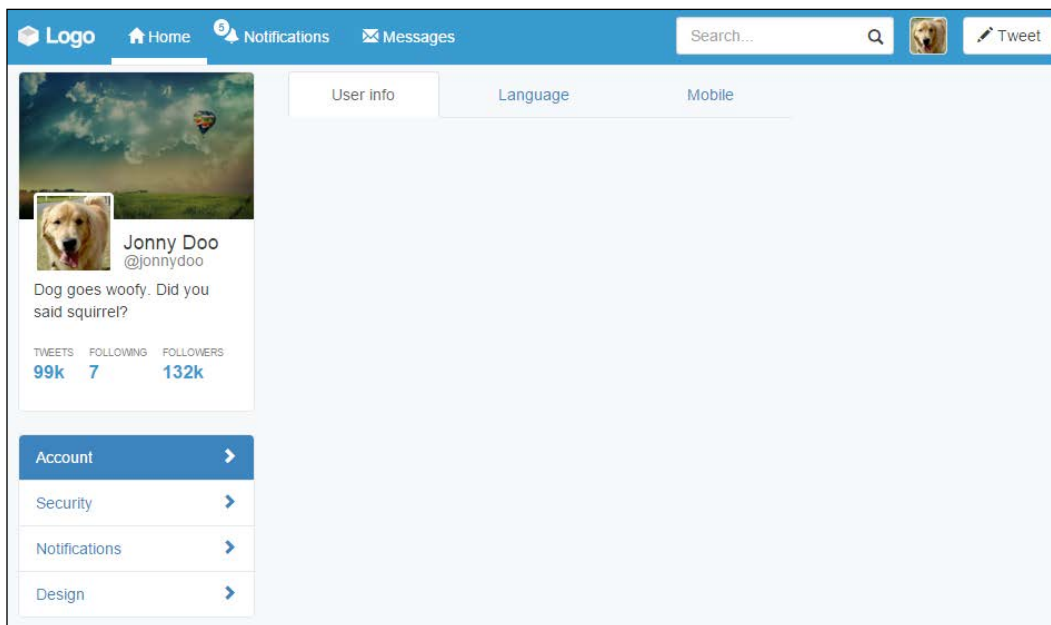 Logo Home 5 Notifications Messages Search... Tweet
User info Language Mobile
Jonny Doo
@jonnydoo
Dog goes woofy. Did you
said squirrel?
TWEETS FOLLOWING FOLLOWERS
99k 7 132k
Account
Security
Notifications
Design